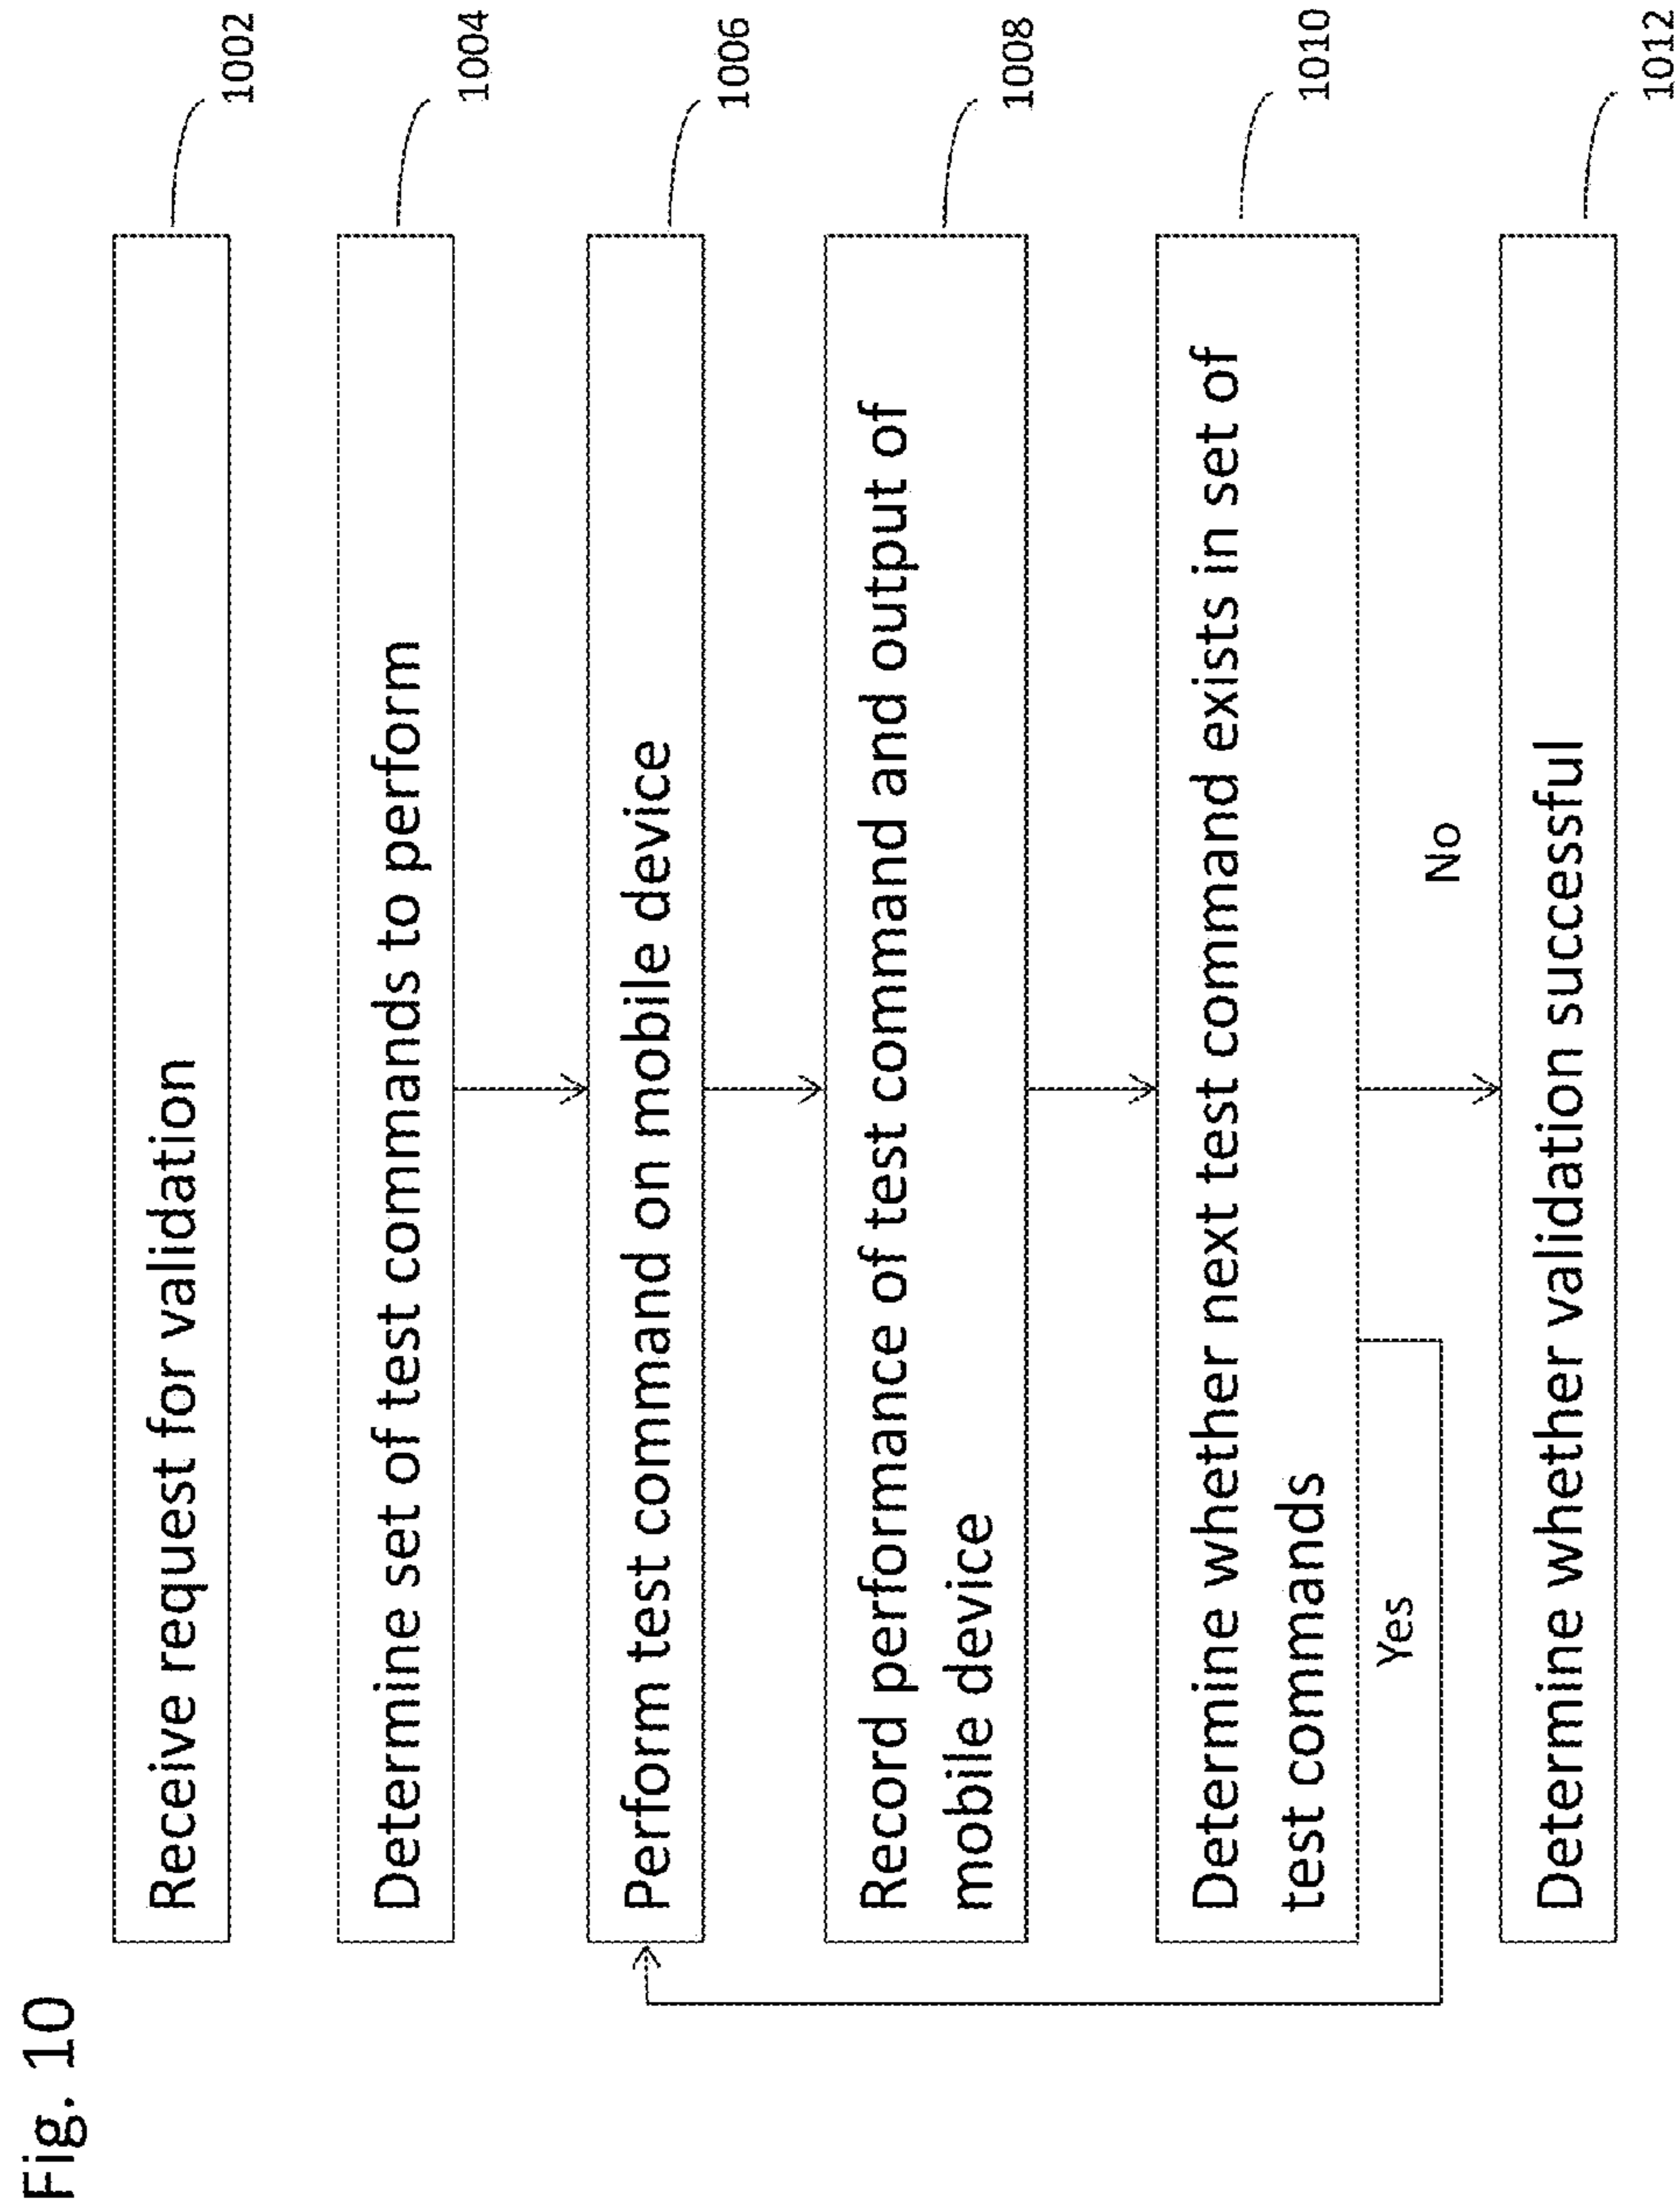 Fig. 10
Receive request for validation
1002
Determine set of test commands to perform
1004
Perform test command on mobile device
1006
Record performance of test command and output of
mobile device
1008
Determine whether next test command exists in set of
test commands
1010
Yes
No
Determine whether validation successful
1012